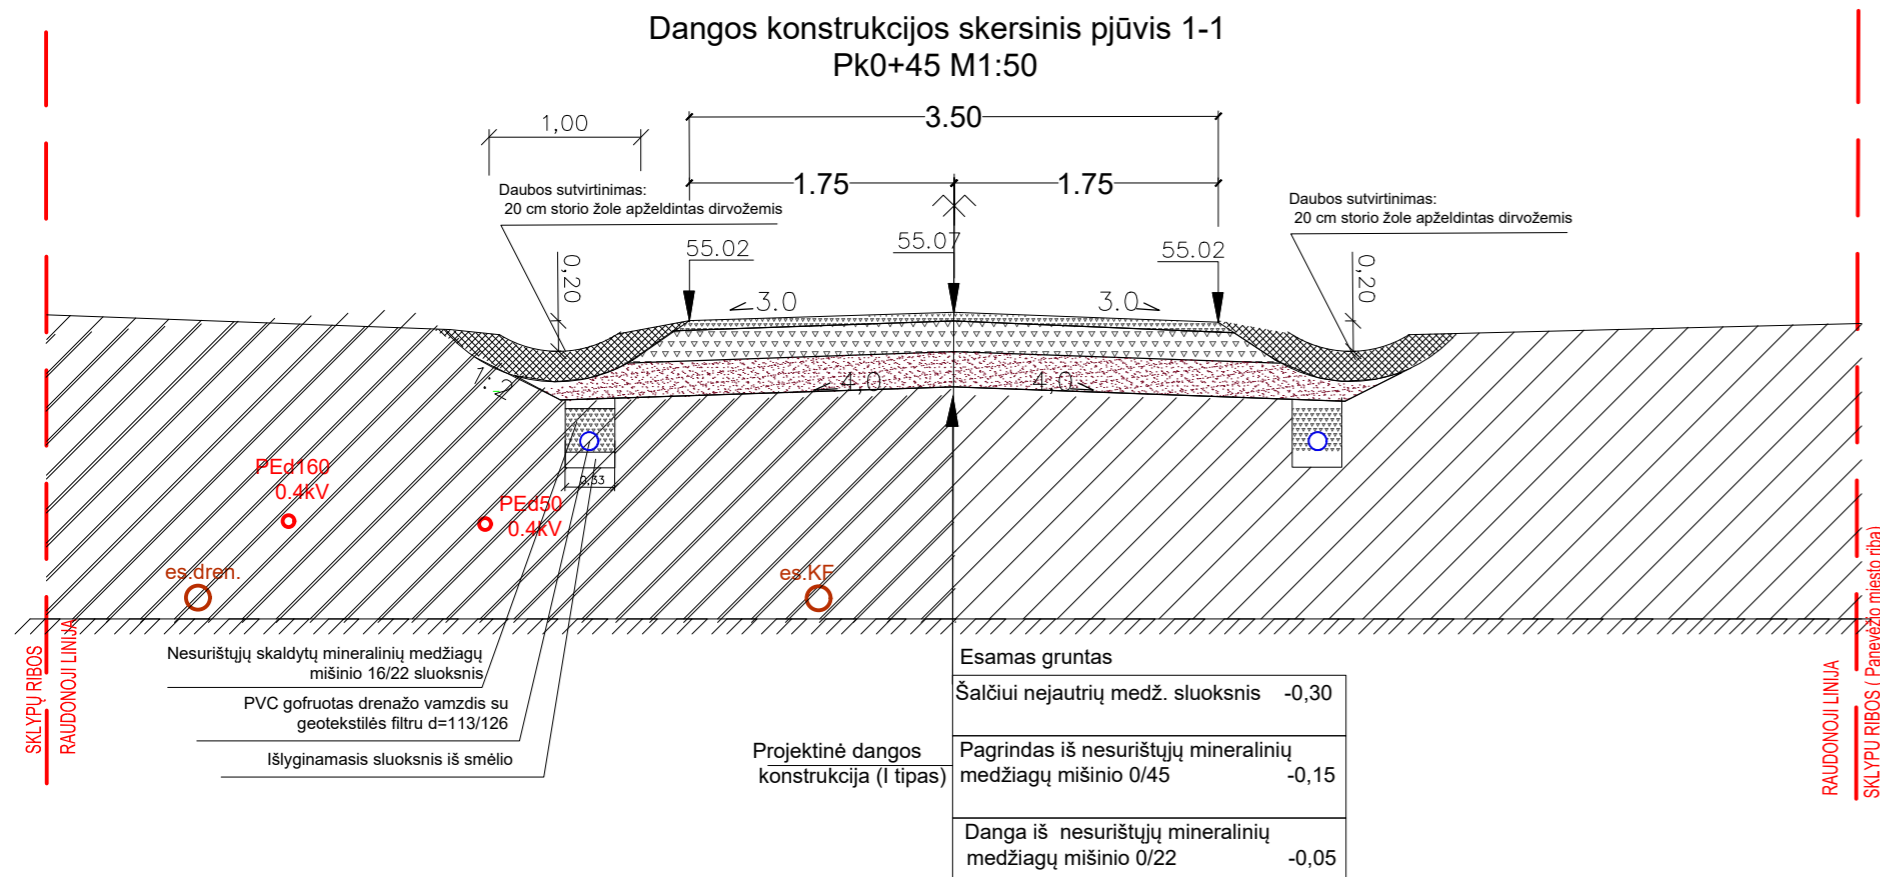 Dangos konstrukcijos skersinis pjūvis 1-1
Pk0+45 M1:50
3.50
1,00
1.75
1.75
Daubos sutvirtinimas:
20 cm storio žole apželdintas dirvožemis
Daubos sutvirtinimas:
20 cm storio žole apželdintas dirvožemis
55.02
55.07
55.02
0,20
0,20
3.0
3.0
1:2
4,0
4,0
0,33
PEd160
0.4kV
PEd50
0.4kV
es.dren.
es.KF
Nesurištųjų skaldytų mineralinių medžiagų
mišinio 16/22 sluoksnis
PVC gofruotas drenažo vamzdis su
geotekstilės filtru d=113/126
Išlyginamasis sluoksnis iš smėlio
Esamas gruntas
Šalčiui nejautrių medž. sluoksnis -0,30
Projektinė dangos
konstrukcija (I tipas)
Pagrindas iš nesurištųjų mineralinių
medžiagų mišinio 0/45 -0,15
Danga iš nesurištųjų mineralinių
medžiagų mišinio 0/22 -0,05
SKLYPŲ RIBOS
RAUDONOJI LINIJA
RAUDONOJI LINIJA
SKLYPU RIBOS ( Panevėžio miesto riba)